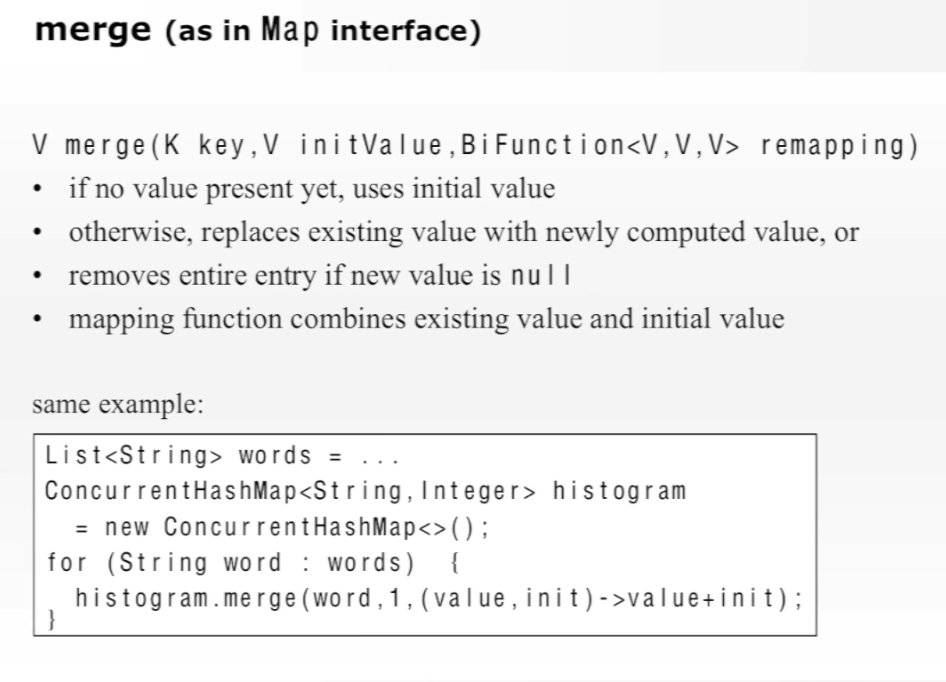 merge (as in Map interface)
V merge(K key,V initValue,BiFunction<V,V,V> remapping)
• if no value present yet, uses initial value
• otherwise, replaces existing value with newly computed value, or
• removes entire entry if new value is null
• mapping function combines existing value and initial value
same example:
List<String> words = ...
ConcurrentHashMap<String,Integer> histogram
= new ConcurrentHashMap<>();
for (String word : words) {
histogram.merge(word,1,(value,init)->value+init);
}